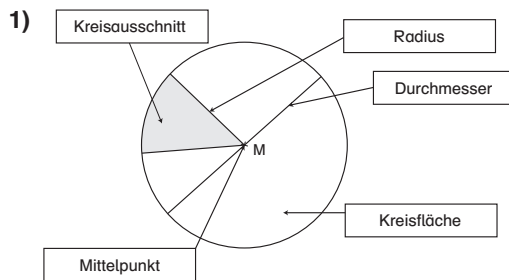 1)
Kreisausschnitt
Radius
Durchmesser
M
Kreisfläche
Mittelpunkt